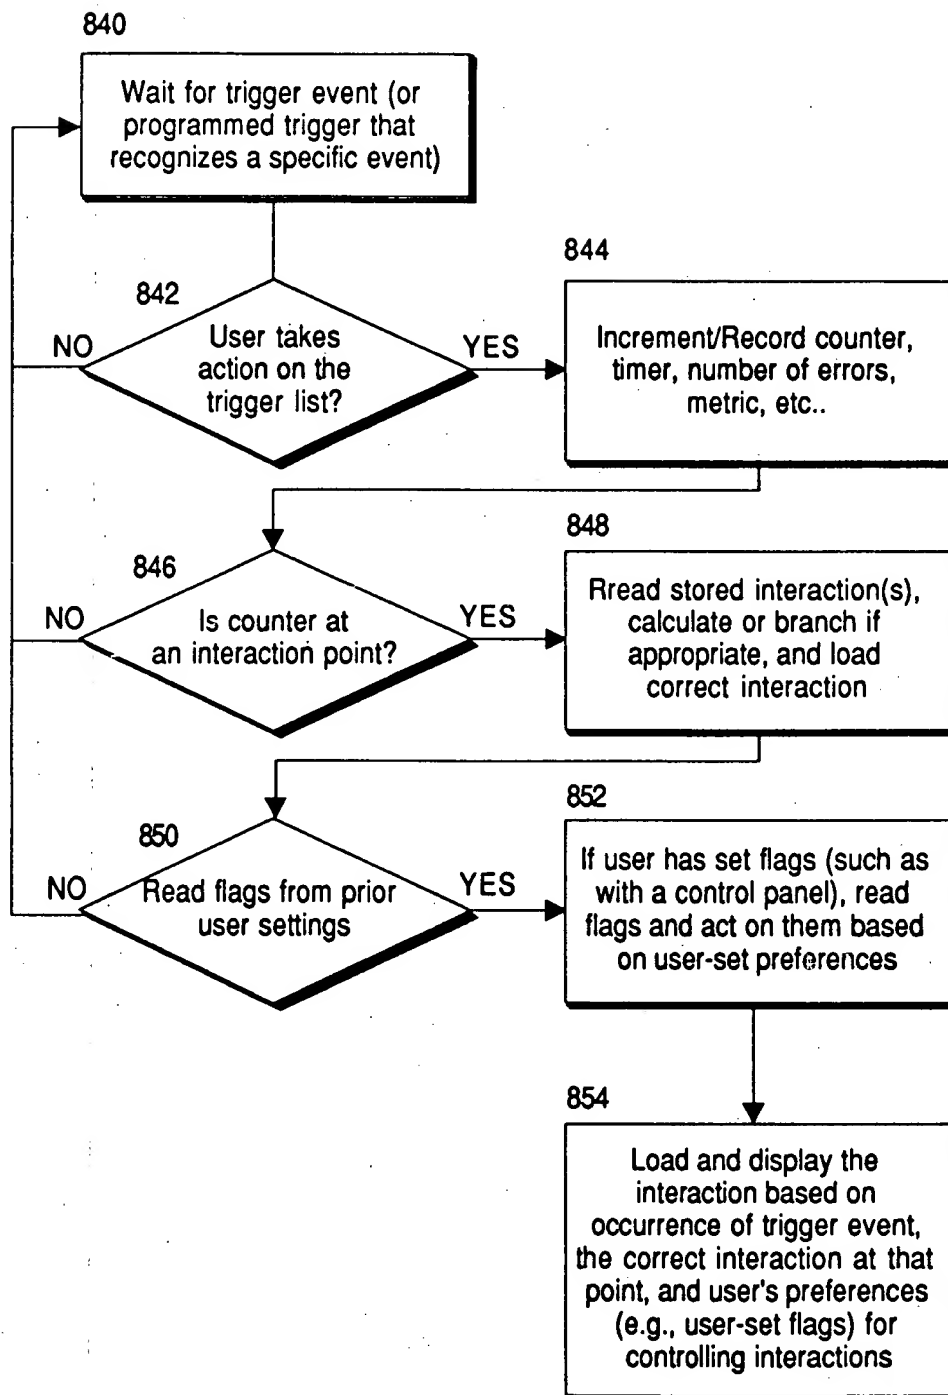 840
Wait for trigger event (or
programmed trigger that
recognizes a specific event)
842
User takes
action on the
trigger list?
NO
YES
844
Increment/Record counter,
timer, number of errors,
metric, etc..
846
Is counter at
an interaction point?
NO
YES
848
Rread stored interaction(s),
calculate or branch if
appropriate, and load
correct interaction
850
Read flags from prior
user settings
NO
YES
852
If user has set flags (such as
with a control panel), read
flags and act on them based
on user-set preferences
854
Load and display the
interaction based on
occurrence of trigger event,
the correct interaction at that
point, and user's preferences
(e.g., user-set flags) for
controlling interactions